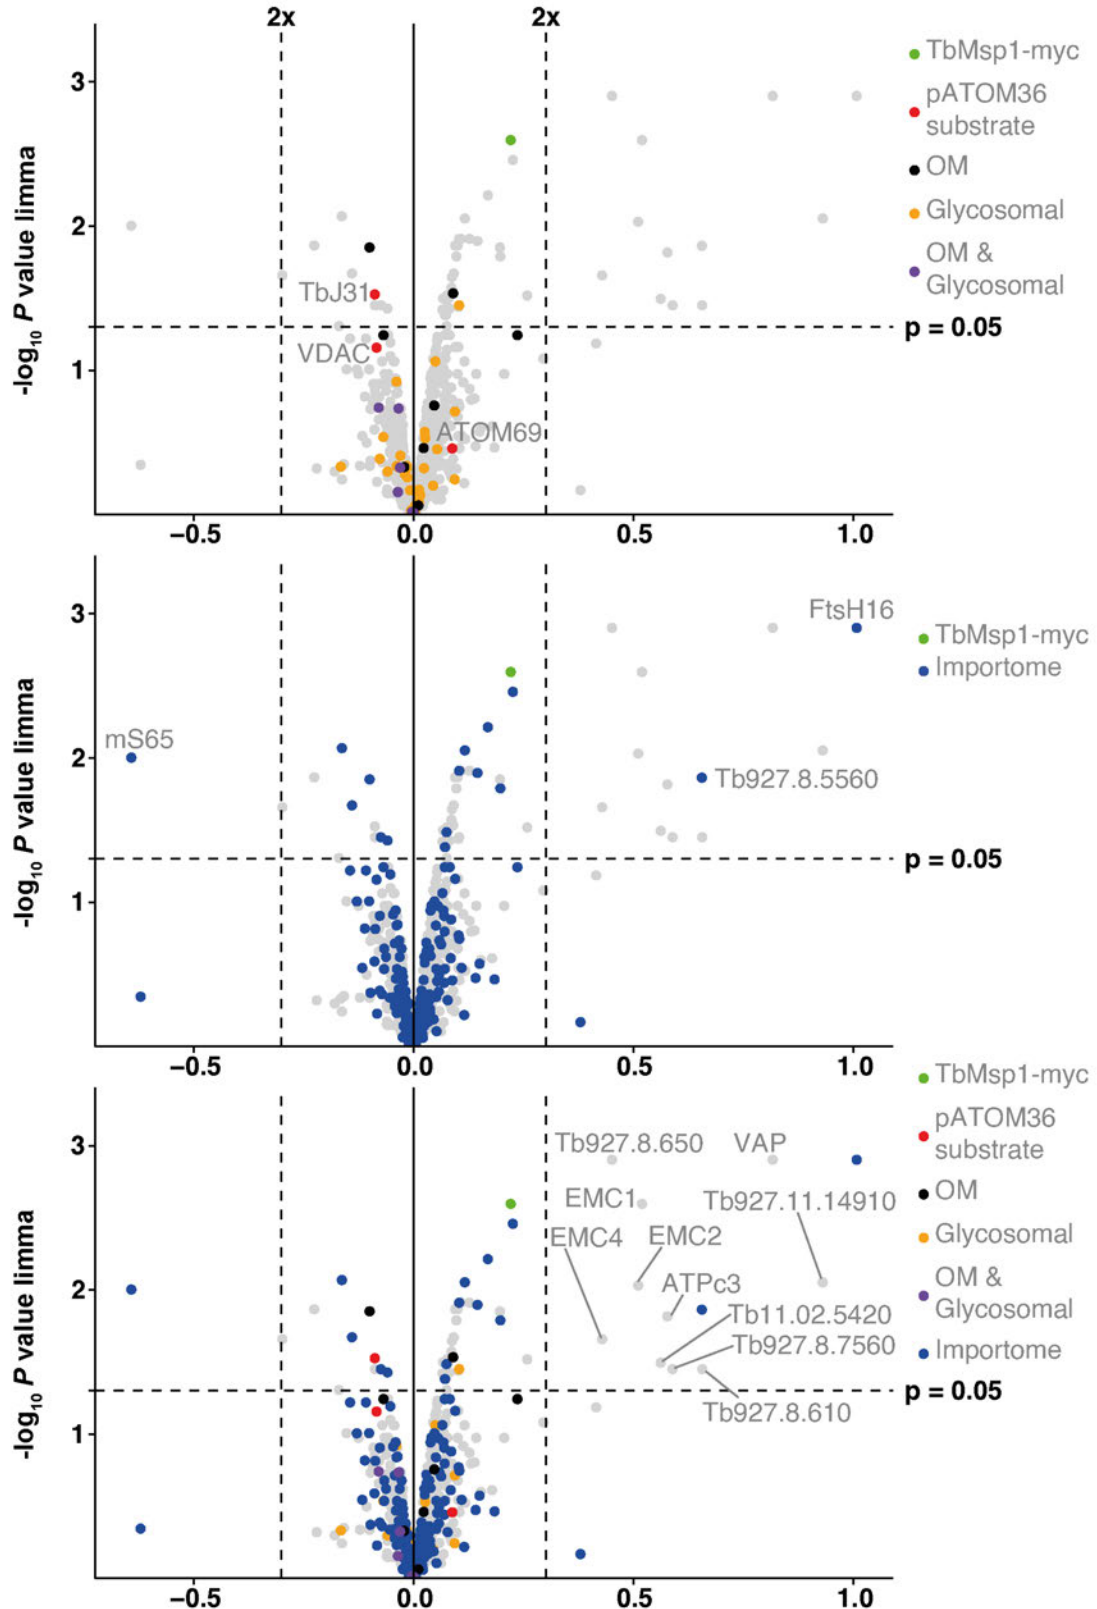 2x 2x
3
2
1
-log10 P value limma
TbJ31
VDAC
ATOM69
p = 0.05
−0.5 0.0 0.5 1.0
TbMsp1-myc
pATOM36
substrate
OM
Glycosomal
OM &
Glycosomal
3
2
1
-log10 P value limma
mS65
FtsH16
Tb927.8.5560
p = 0.05
−0.5 0.0 0.5 1.0
TbMsp1-myc
Importome
3
2
1
-log10 P value limma
Tb927.8.650 VAP
EMC1 Tb927.11.14910
EMC4 EMC2
ATPc3
Tb11.02.5420
Tb927.8.7560
Tb927.8.610
p = 0.05
−0.5 0.0 0.5 1.0
TbMsp1-myc
pATOM36
substrate
OM
Glycosomal
OM &
Glycosomal
Importome